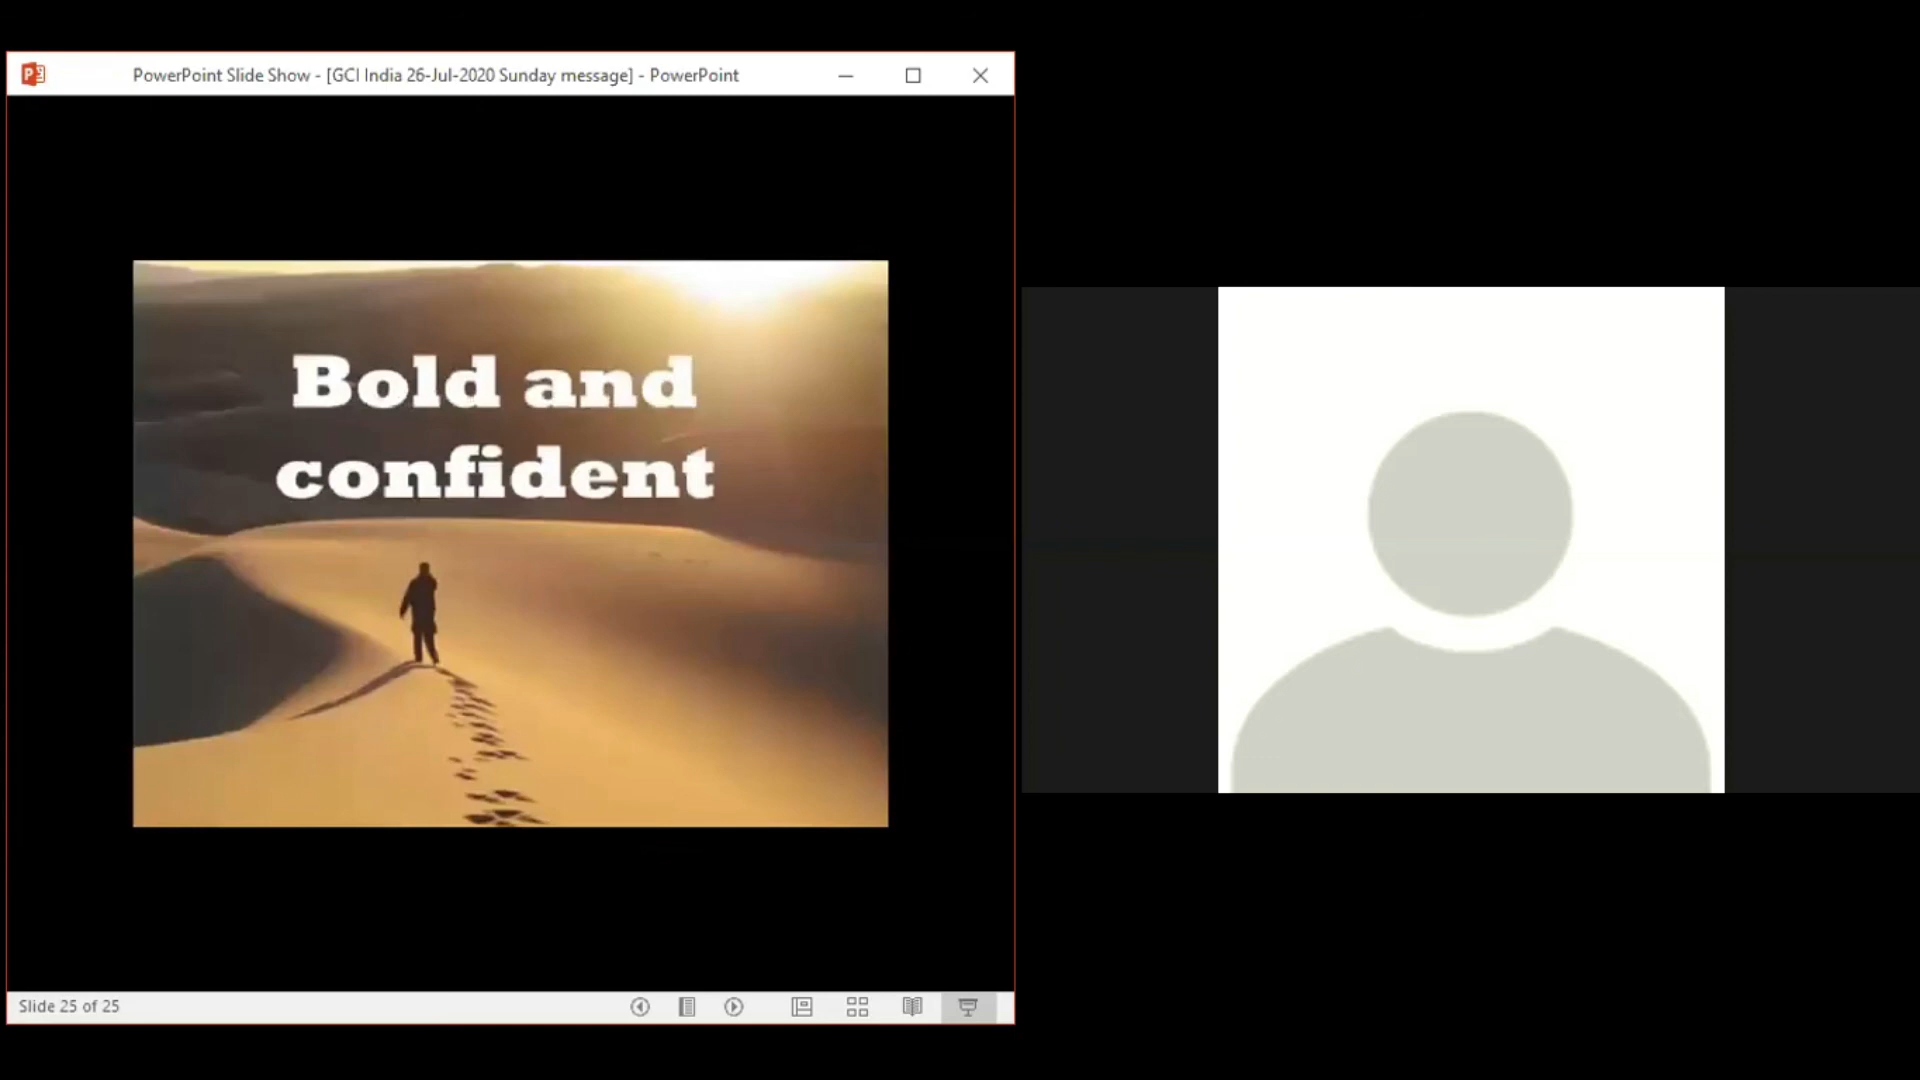 PowerPoint Slide Show - [GCI India 26-Jul-2020 Sunday message] - PowerPoint
Bold and
confident
Slide 25 of 25